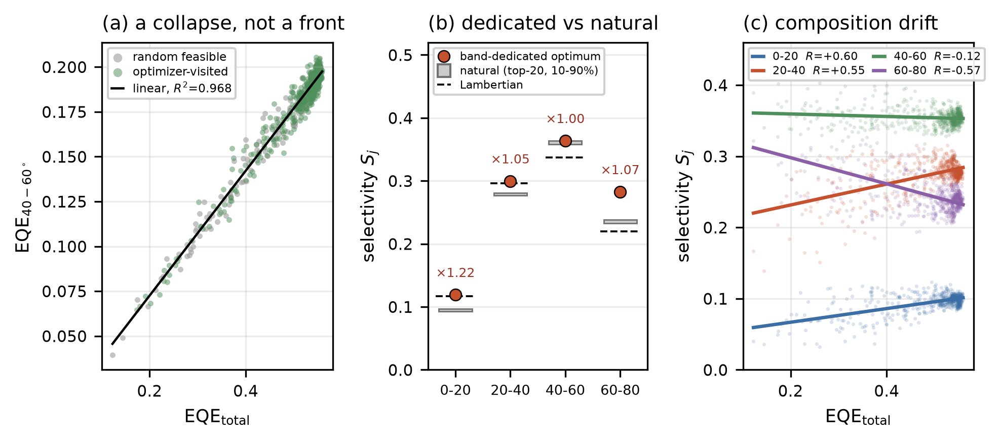 (a) a collapse, not a front
random feasible
optimizer-visited
linear, R²=0.968
0.200
0.175
0.150
0.125
0.100
0.075
0.050
EQE40−60°
0.2
0.4
EQEtotal
(b) dedicated vs natural
band-dedicated optimum
natural (top-20, 10-90%)
Lambertian
×1.22
×1.05
×1.00
×1.07
0.5
0.4
0.3
0.2
0.1
0.0
selectivity Sj
0-20
20-40
40-60
60-80
(c) composition drift
0-20 R=+0.60
20-40 R=+0.55
40-60 R=-0.12
60-80 R=-0.57
0.4
0.3
0.2
0.1
0.0
selectivity Sj
0.2
0.4
EQEtotal